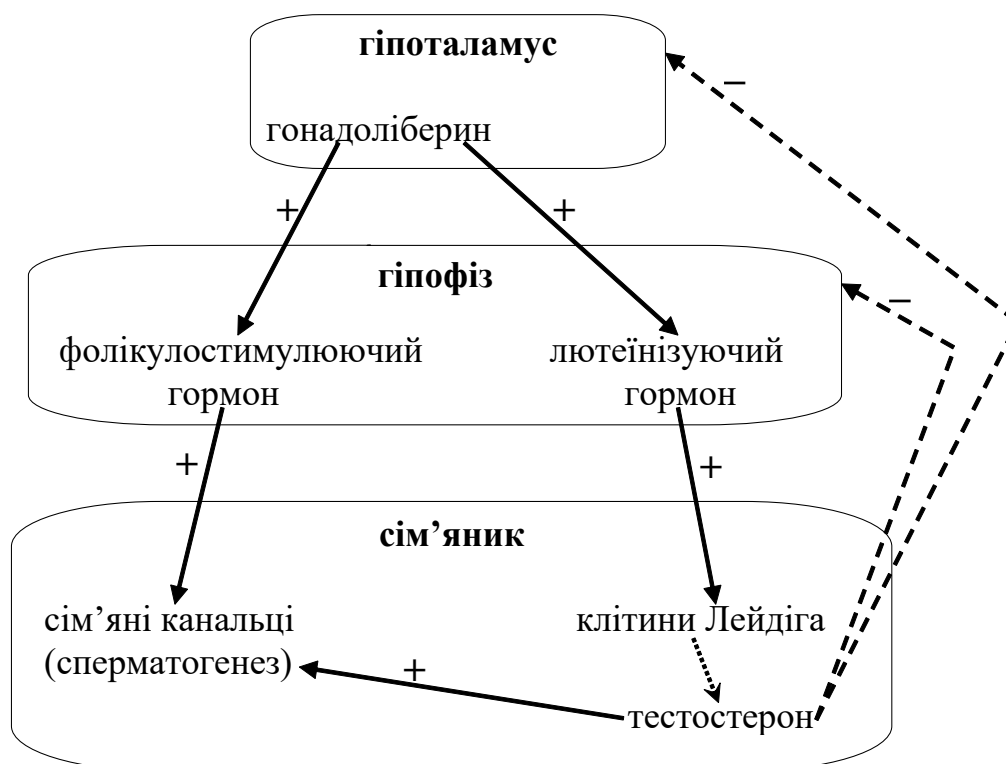 гіпоталамус
–
гонадоліберин
+ +
гіпофіз
–
фолікулостимулюючий лютеїнізуючий
гормон гормон
+ +
сім’яник
сім’яні канальці клітини Лейдіга
(сперматогенез) +
тестостерон